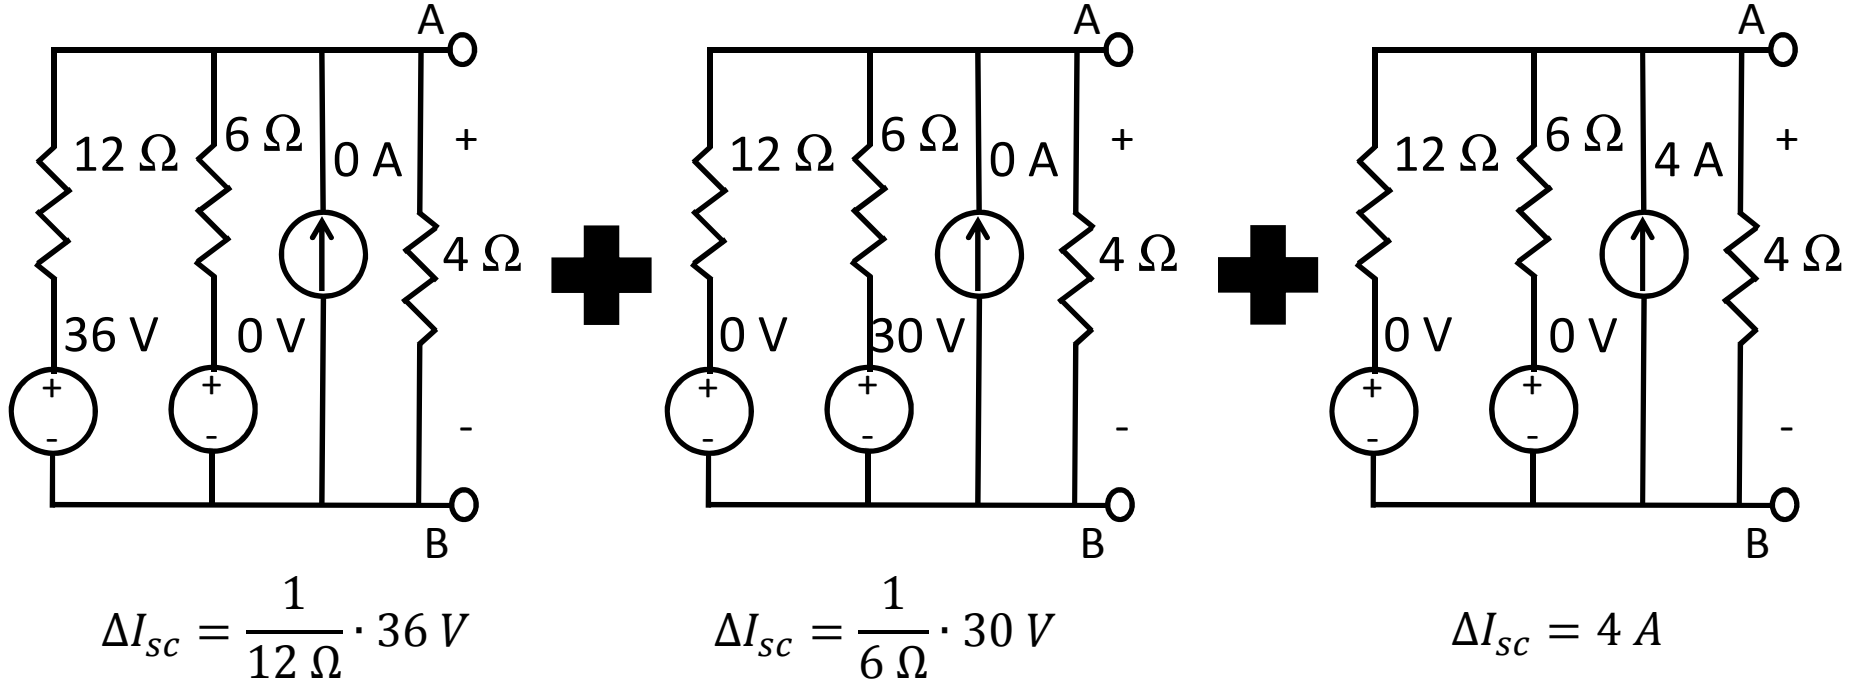 A
12 Ω
6 Ω
0 A
+
4 Ω
36 V
0 V
+
-
+
-
-
B
ΔI_sc = 1/(12 Ω) · 36 V
A
12 Ω
6 Ω
0 A
+
4 Ω
0 V
30 V
+
-
+
-
-
B
ΔI_sc = 1/(6 Ω) · 30 V
A
12 Ω
6 Ω
4 A
+
4 Ω
0 V
0 V
+
-
+
-
-
B
ΔI_sc = 4 A